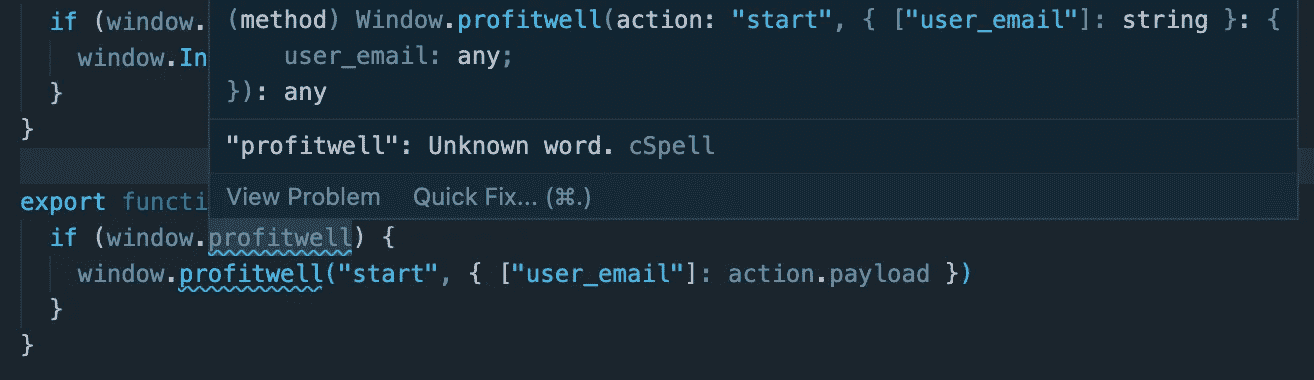 if (window.
(method) Window.profitwell(action: "start", { ["user_email"]: string }: {
user_email: any;
window.In
}): any
}
}
"profitwell": Unknown word. cSpell
View Problem Quick Fix... (⌘.)
export functi
if (window.profitwell) {
window.profitwell("start", { ["user_email"]: action.payload })
}
}